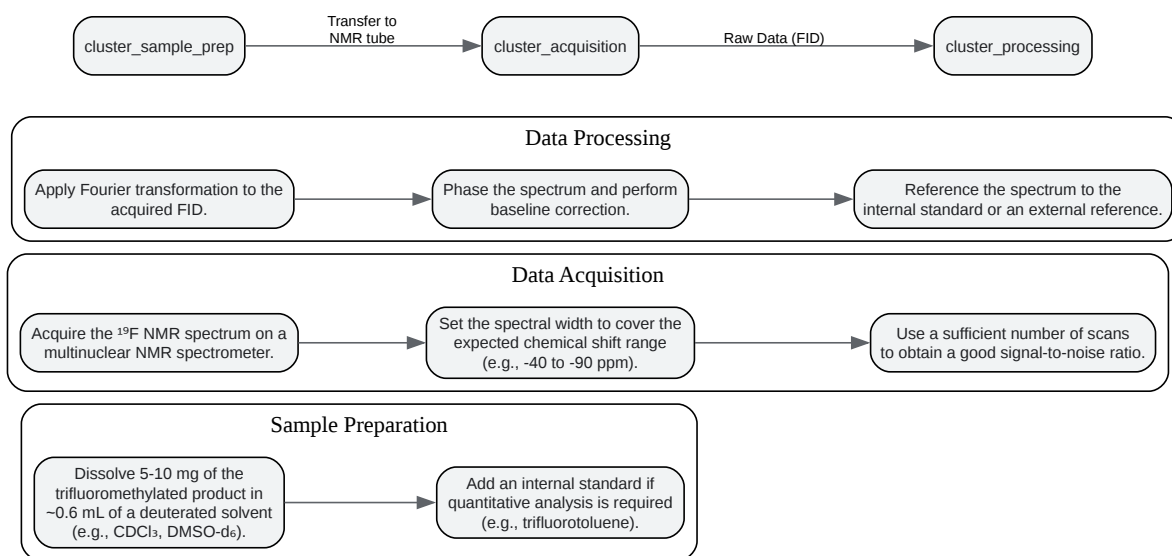 cluster_sample_prep
Transfer to
NMR tube
cluster_acquisition
Raw Data (FID)
cluster_processing
Data Processing
Apply Fourier transformation to the
acquired FID.
Phase the spectrum and perform
baseline correction.
Reference the spectrum to the
internal standard or an external reference.
Data Acquisition
Acquire the ¹⁹F NMR spectrum on a
multinuclear NMR spectrometer.
Set the spectral width to cover the
expected chemical shift range
(e.g., -40 to -90 ppm).
Use a sufficient number of scans
to obtain a good signal-to-noise ratio.
Sample Preparation
Dissolve 5-10 mg of the
trifluoromethylated product in
~0.6 mL of a deuterated solvent
(e.g., CDCl₃, DMSO-d₆).
Add an internal standard if
quantitative analysis is required
(e.g., trifluorotoluene).